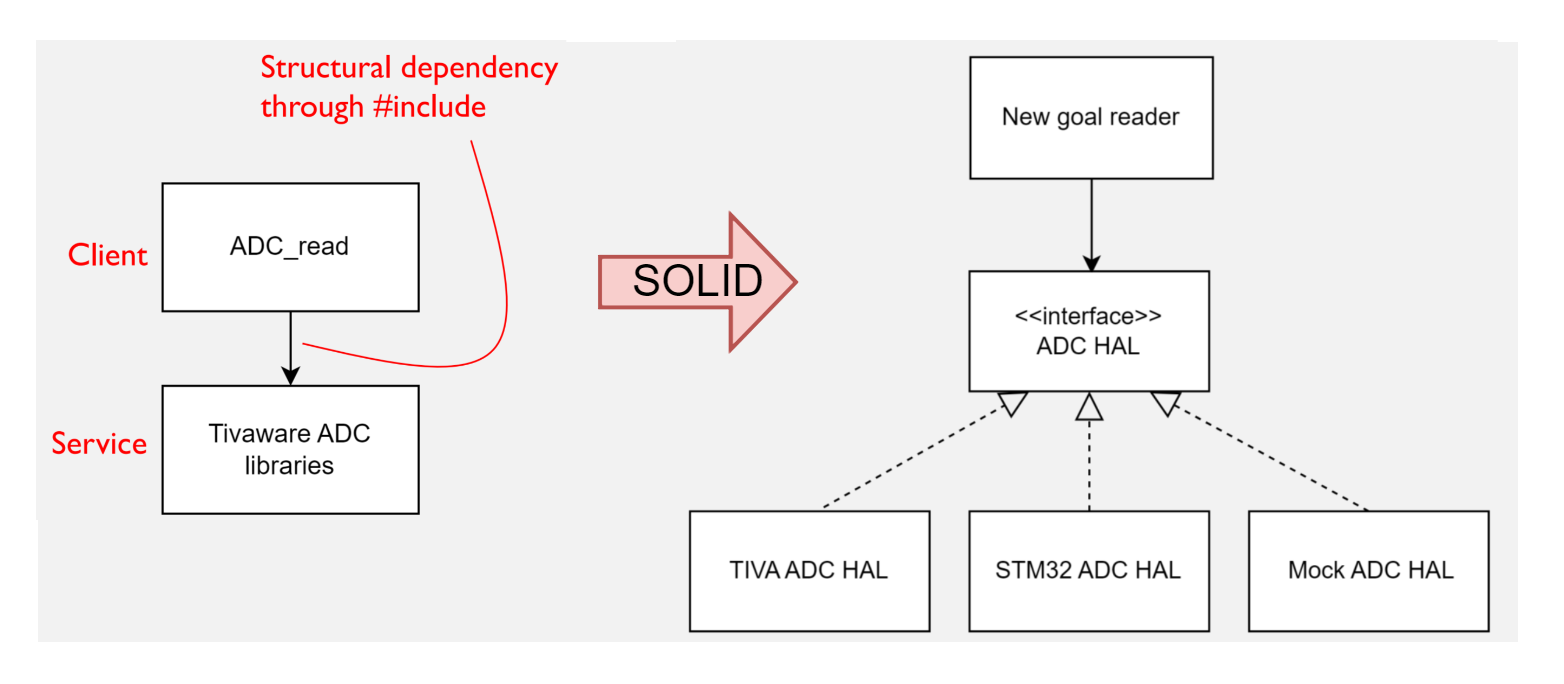 Structural dependency
through #include
Client
ADC_read
Service
Tivaware ADC
libraries
SOLID
New goal reader
<<interface>>
ADC HAL
TIVA ADC HAL
STM32 ADC HAL
Mock ADC HAL